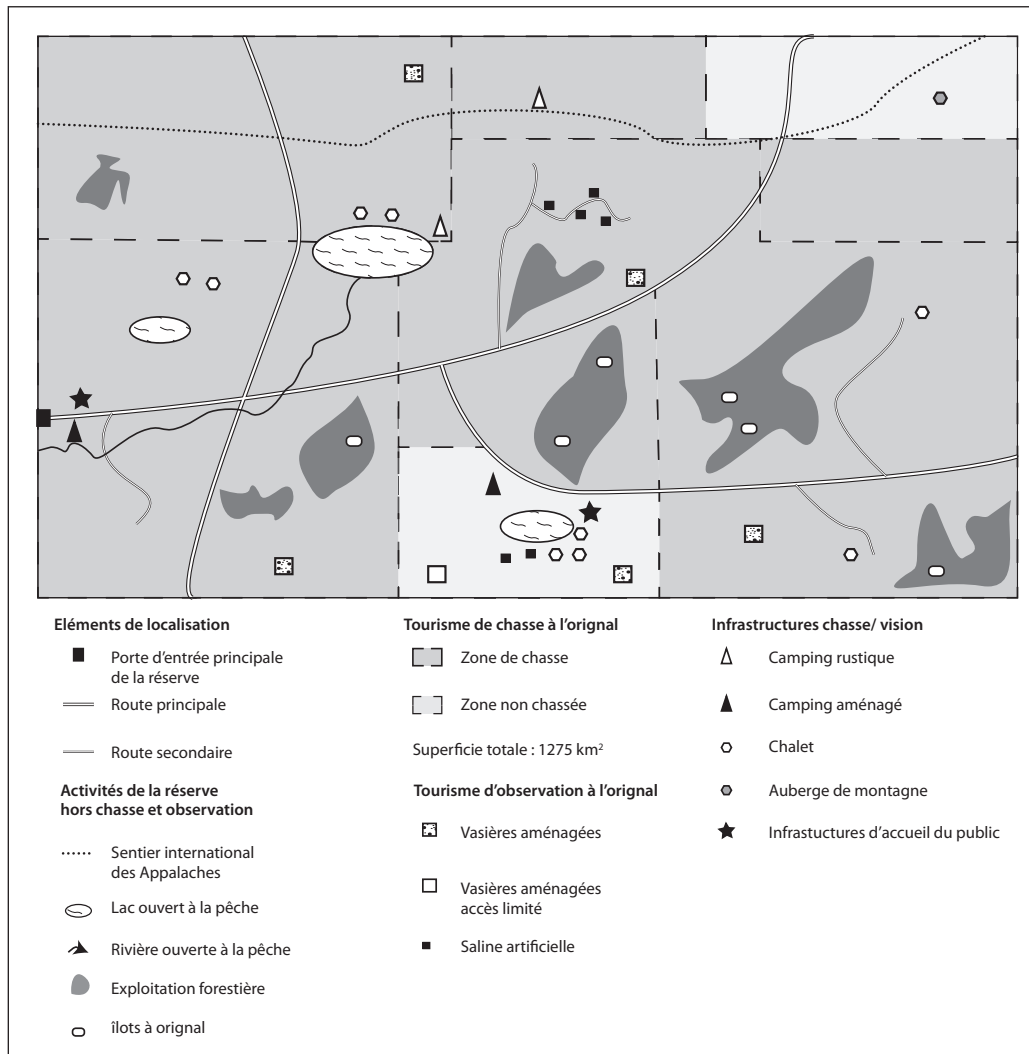 Eléments de localisation
Porte d'entrée principale
de la réserve
Route principale
Route secondaire
Activités de la réserve
hors chasse et observation
Sentier international
des Appalaches
Lac ouvert à la pêche
Rivière ouverte à la pêche
Exploitation forestière
îlots à orignal
Tourisme de chasse à l'orignal
Zone de chasse
Zone non chassée
Superficie totale : 1275 km²
Tourisme d'observation à l'orignal
Vasières aménagées
Vasières aménagées
accès limité
Saline artificielle
Infrastructures chasse/ vision
Camping rustique
Camping aménagé
Chalet
Auberge de montagne
Infrastuctures d'accueil du public